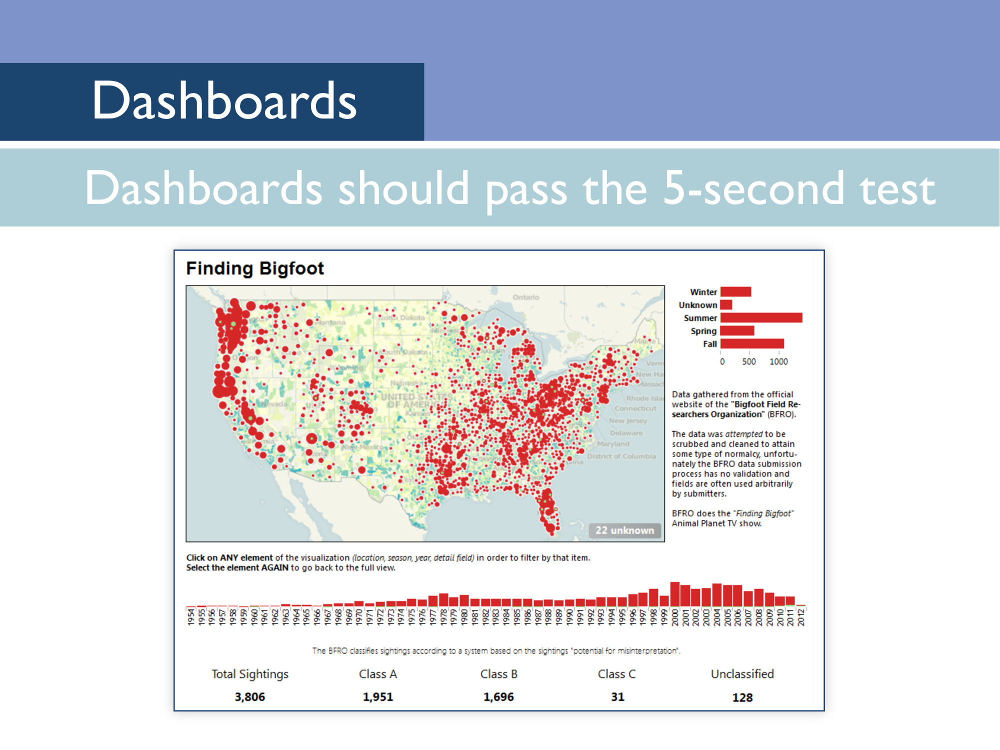 Dashboards
Dashboards should pass the 5-second test
Finding Bigfoot
Ontario
North Dakota
Montana
South Dakota
Wyoming
Nebraska
UNITED STATES
OF AMERICA
Nevada
Kansas
New Mexico
Maine
Verm
New Ha
Massacl
Rhode Islar
Connecticut
New Jersey
Delaware
Maryland
District of Columbia
22 unknown
Winter
Unknown
Summer
Spring
Fall
0 500 1000
Data gathered from the official
website of the "Bigfoot Field Re-
searchers Organization" (BFRO).
The data was attempted to be
scrubbed and cleaned to attain
some type of normalcy, unfortu-
nately the BFRO data submission
process has no validation and
fields are often used arbitrarily
by submitters.
BFRO does the "Finding Bigfoot"
Animal Planet TV show.
Click on ANY element of the visualization (location, season, year, detail field) in order to filter by that item.
Select the element AGAIN to go back to the full view.
1954 1955 1956 1957 1958 1959 1960 1961 1962 1963 1964 1965 1966 1967 1968 1969 1970 1971 1972 1973 1974 1975 1976 1977 1978 1979 1980 1981 1982 1983 1984 1985 1986 1987 1988 1989 1990 1991 1992 1993 1994 1995 1996 1997 1998 1999 2000 2001 2002 2003 2004 2005 2006 2007 2008 2009 2010 2011 2012
The BFRO classifies sightings according to a system based on the sightings "potential for misinterpretation".
Total Sightings Class A Class B Class C Unclassified
3,806 1,951 1,696 31 128